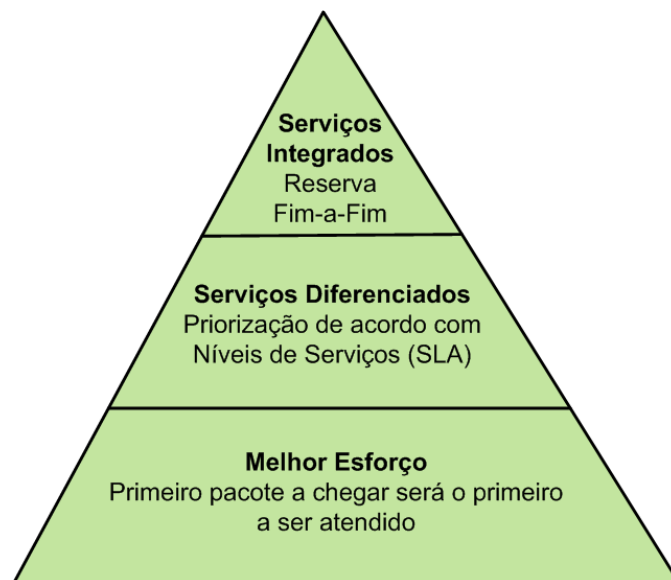 Serviços
Integrados
Reserva
Fim-a-Fim
Serviços Diferenciados
Priorização de acordo com
Níveis de Serviços (SLA)
Melhor Esforço
Primeiro pacote a chegar será o primeiro
a ser atendido